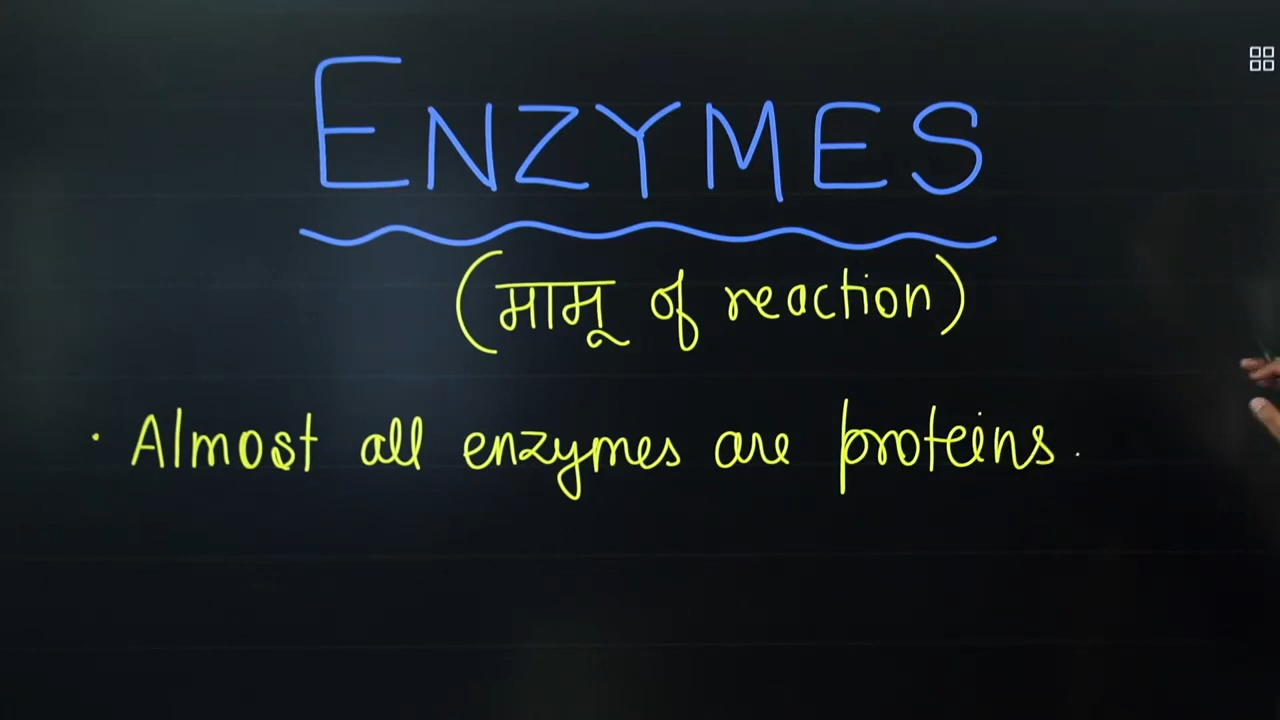 ENZYMES
(मामू of reaction)
· Almost all enzymes are proteins.